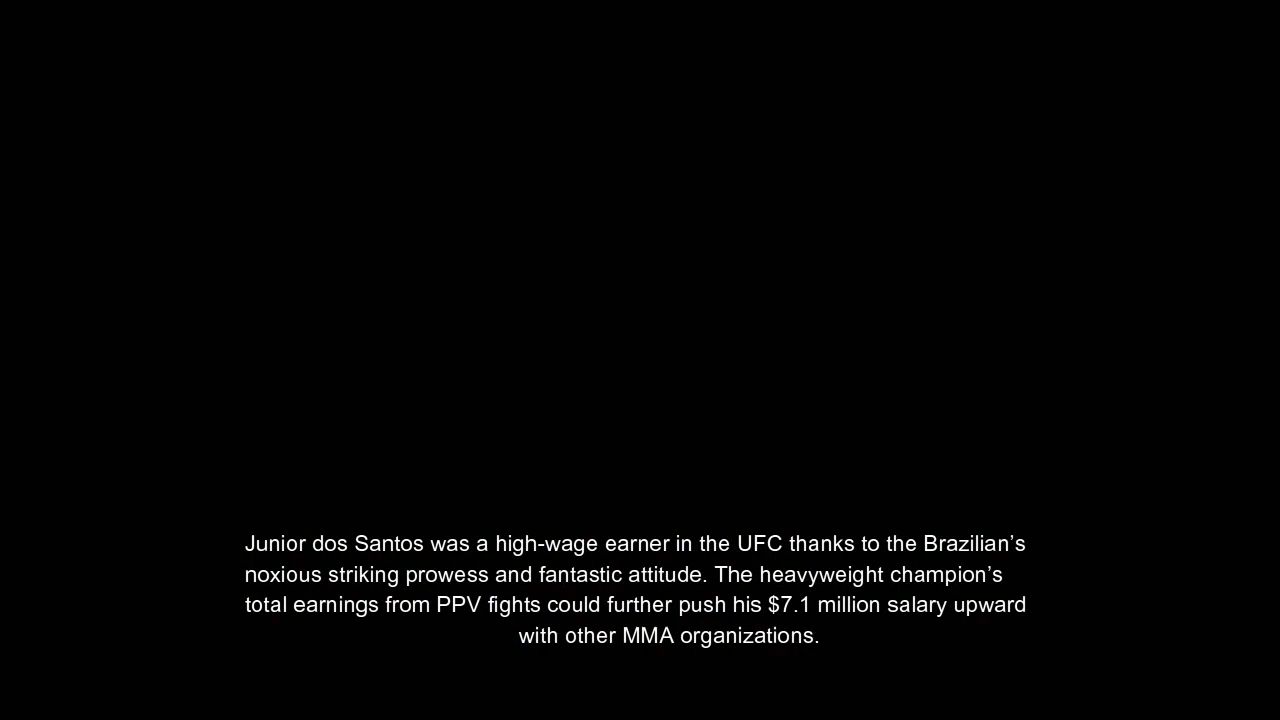 Junior dos Santos was a high-wage earner in the UFC thanks to the Brazilian’s
noxious striking prowess and fantastic attitude. The heavyweight champion’s
total earnings from PPV fights could further push his $7.1 million salary upward
with other MMA organizations.